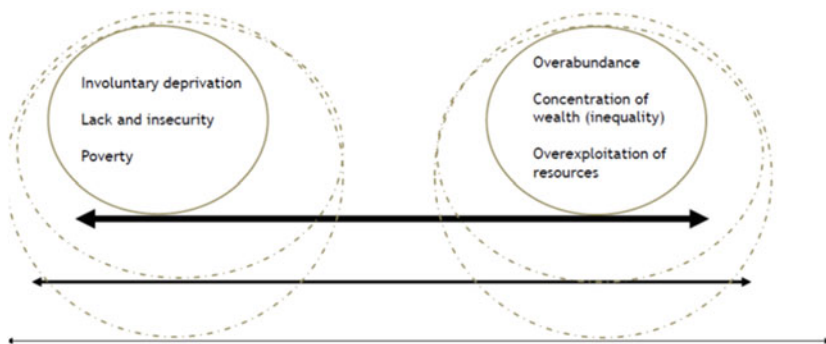 Involuntary deprivation
Lack and insecurity
Poverty
Overabundance
Concentration of
wealth (inequality)
Overexploitation of
resources